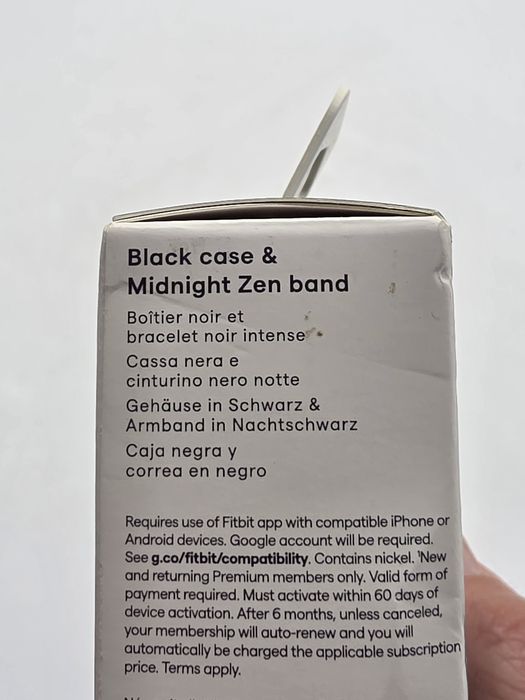 Black case &
Midnight Zen band
Boîtier noir et
bracelet noir intense
Cassa nera e
cinturino nero notte
Gehäuse in Schwarz &
Armband in Nachtschwarz
Caja negra y
correa en negro
Requires use of Fitbit app with compatible iPhone or
Android devices. Google account will be required.
See g.co/fitbit/compatibility. Contains nickel. ¹New
and returning Premium members only. Valid form of
payment required. Must activate within 60 days of
device activation. After 6 months, unless canceled,
your membership will auto-renew and you will
automatically be charged the applicable subscription
price. Terms apply.